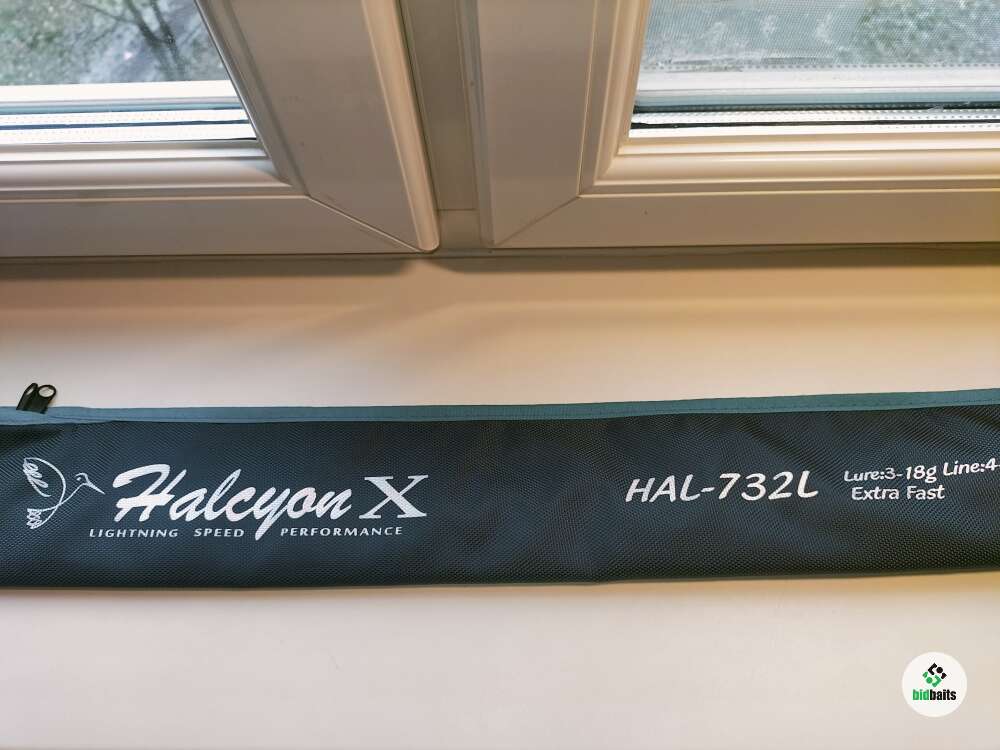 Halcyon X
LIGHTNING SPEED PERFORMANCE
HAL-732L
Lure:3-18g Line:4
Extra Fast
bidbaits